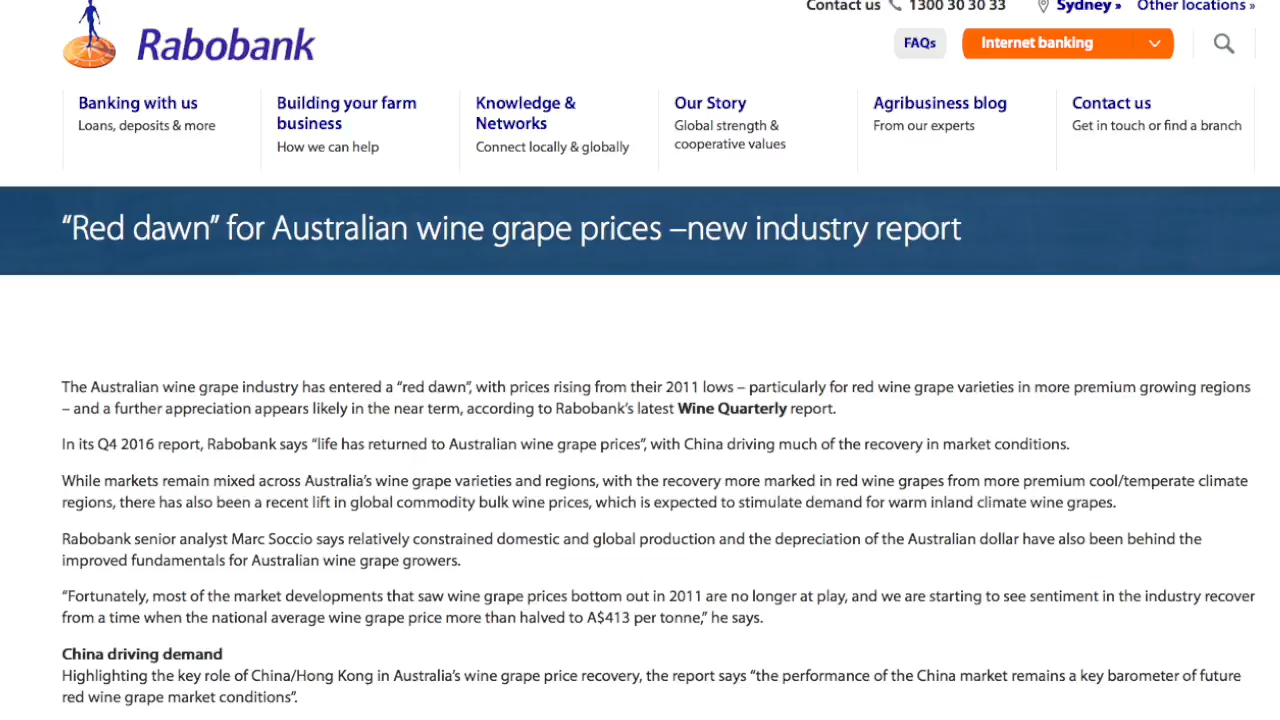 Contact us 1300 30 30 33 Sydney » Other locations »
Rabobank
FAQs Internet banking
Banking with us
Loans, deposits & more
Building your farm business
How we can help
Knowledge & Networks
Connect locally & globally
Our Story
Global strength & cooperative values
Agribusiness blog
From our experts
Contact us
Get in touch or find a branch
“Red dawn” for Australian wine grape prices –new industry report
The Australian wine grape industry has entered a “red dawn”, with prices rising from their 2011 lows – particularly for red wine grape varieties in more premium growing regions
– and a further appreciation appears likely in the near term, according to Rabobank’s latest Wine Quarterly report.
In its Q4 2016 report, Rabobank says “life has returned to Australian wine grape prices”, with China driving much of the recovery in market conditions.
While markets remain mixed across Australia’s wine grape varieties and regions, with the recovery more marked in red wine grapes from more premium cool/temperate climate
regions, there has also been a recent lift in global commodity bulk wine prices, which is expected to stimulate demand for warm inland climate wine grapes.
Rabobank senior analyst Marc Soccio says relatively constrained domestic and global production and the depreciation of the Australian dollar have also been behind the
improved fundamentals for Australian wine grape growers.
“Fortunately, most of the market developments that saw wine grape prices bottom out in 2011 are no longer at play, and we are starting to see sentiment in the industry recover
from a time when the national average wine grape price more than halved to A$413 per tonne,” he says.
China driving demand
Highlighting the key role of China/Hong Kong in Australia’s wine grape price recovery, the report says “the performance of the China market remains a key barometer of future
red wine grape market conditions”.